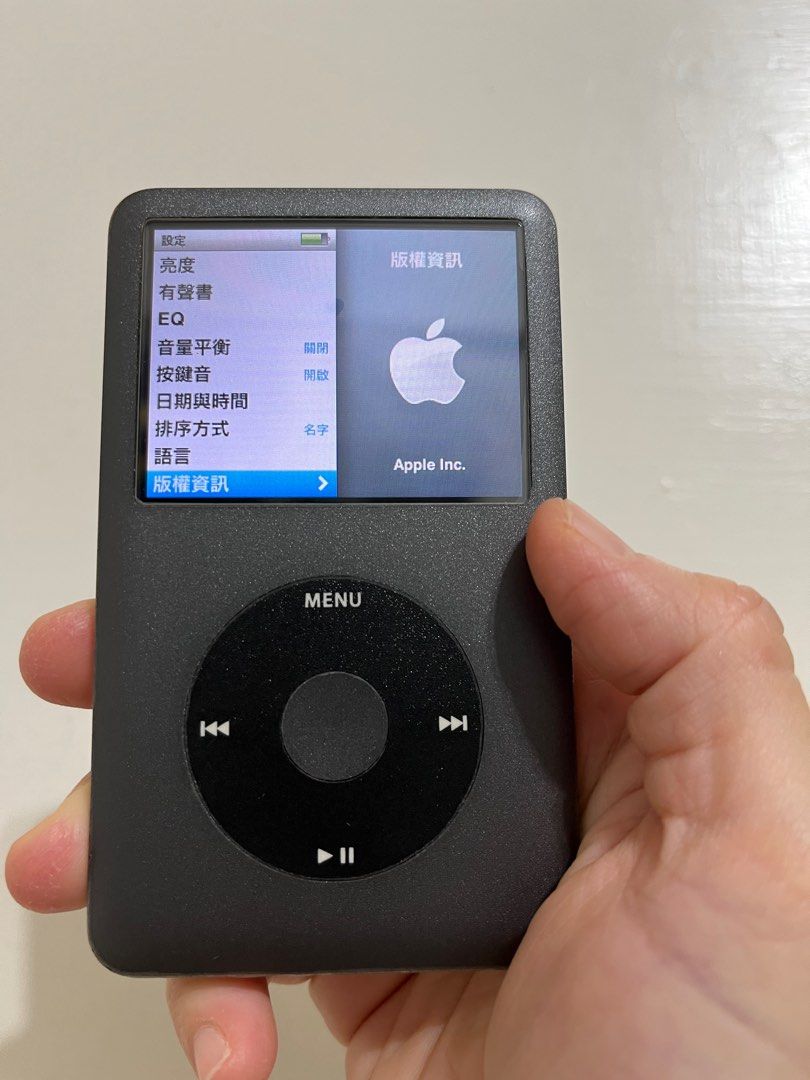 設定
亮度
有聲書
EQ
音量平衡 關閉
按鍵音 開啟
日期與時間
排序方式 名字
語言
版權資訊
版權資訊
Apple Inc.
MENU